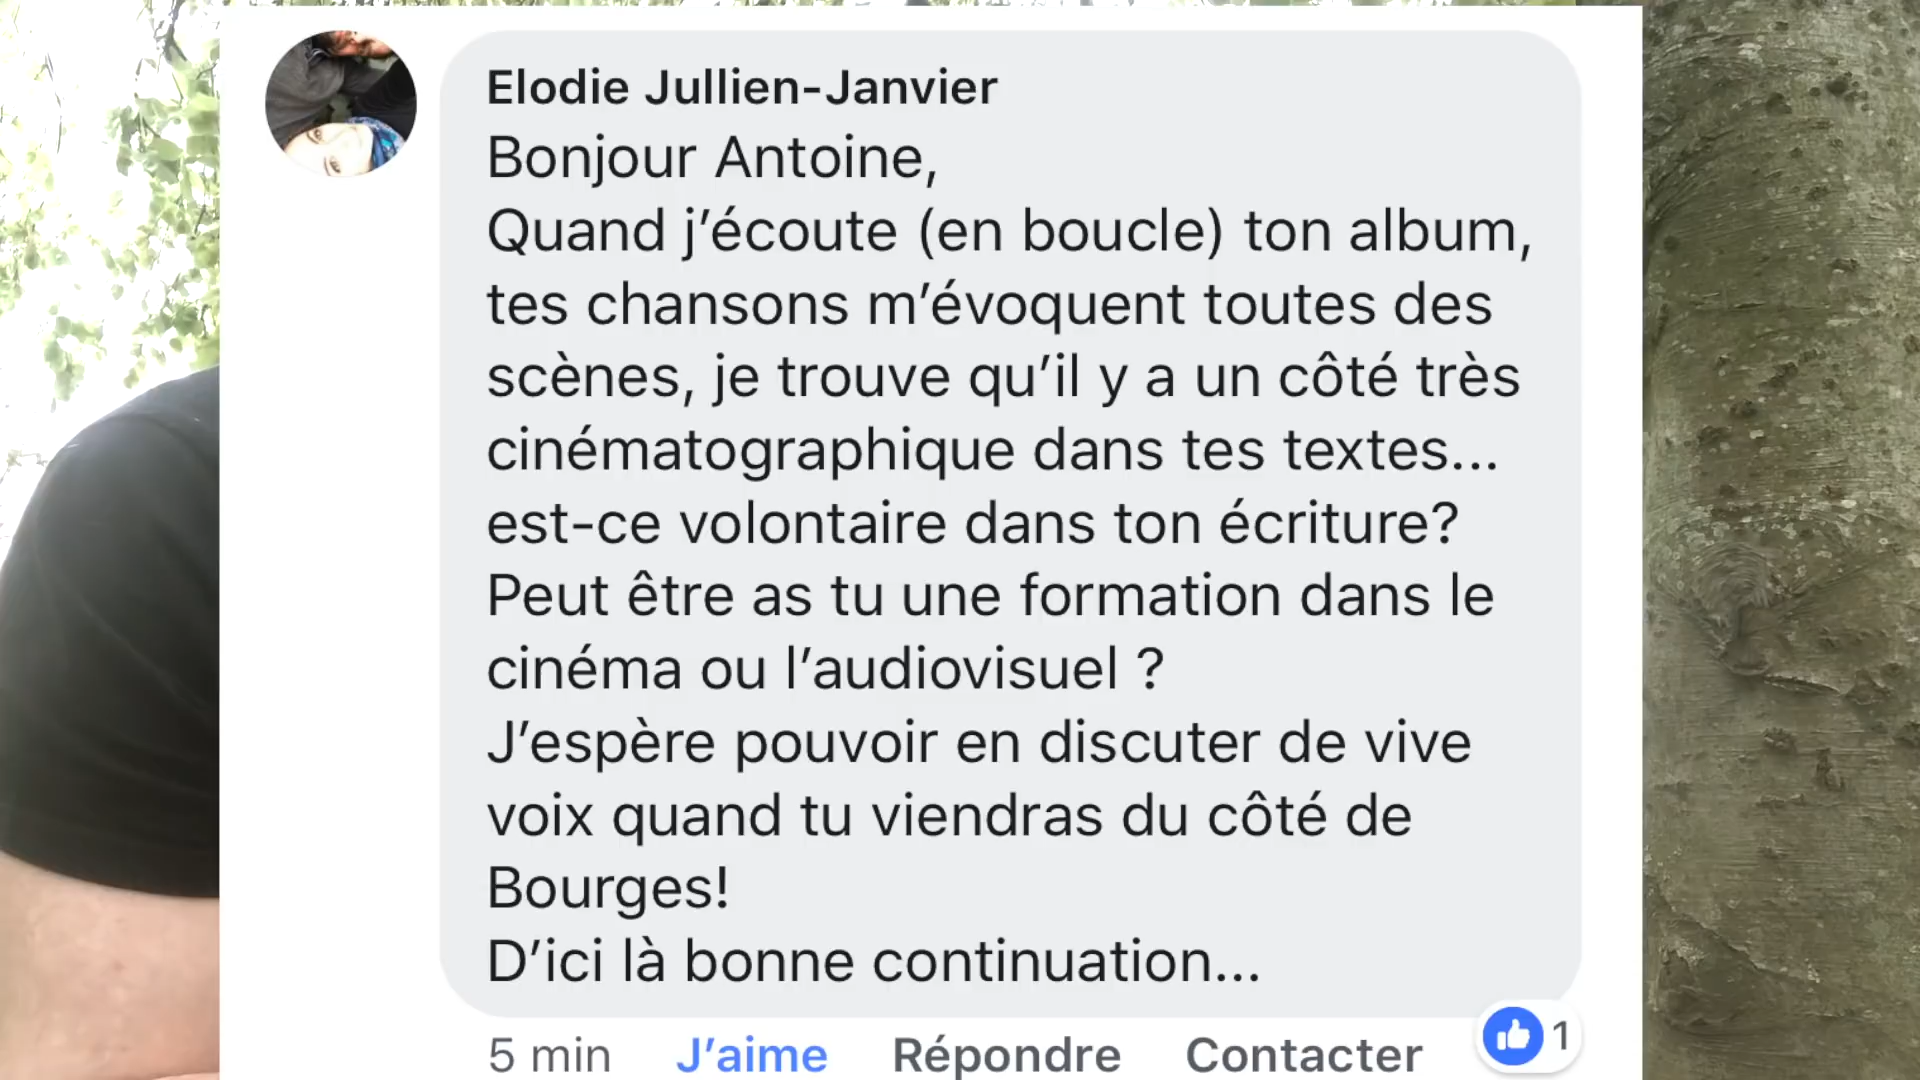 Elodie Jullien-Janvier
Bonjour Antoine,
Quand j’écoute (en boucle) ton album,
tes chansons m’évoquent toutes des
scènes, je trouve qu’il y a un côté très
cinématographique dans tes textes...
est-ce volontaire dans ton écriture?
Peut être as tu une formation dans le
cinéma ou l’audiovisuel ?
J’espère pouvoir en discuter de vive
voix quand tu viendras du côté de
Bourges!
D’ici là bonne continuation...
5 min J’aime Répondre Contacter 1